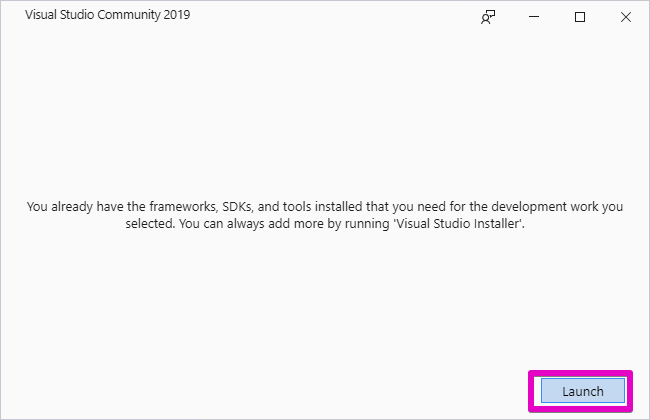 Visual Studio Community 2019
You already have the frameworks, SDKs, and tools installed that you need for the development work you
selected. You can always add more by running 'Visual Studio Installer'.
Launch